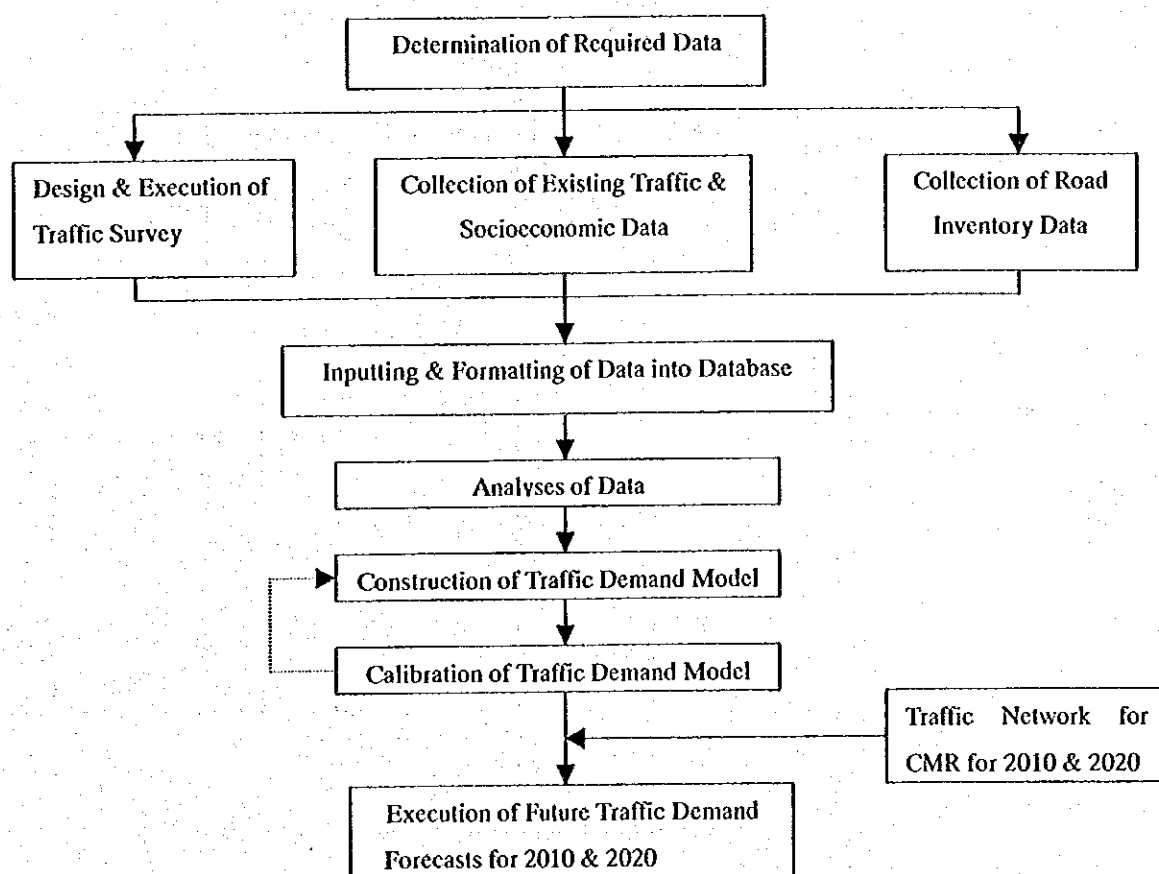 Determination of Required Data
Design & Execution of
Traffic Survey
Collection of Existing Traffic &
Socioeconomic Data
Collection of Road
Inventory Data
Inputting & Formatting of Data into Database
Analyses of Data
Construction of Traffic Demand Model
Calibration of Traffic Demand Model
Traffic Network for
CMR for 2010 & 2020
Execution of Future Traffic Demand
Forecasts for 2010 & 2020